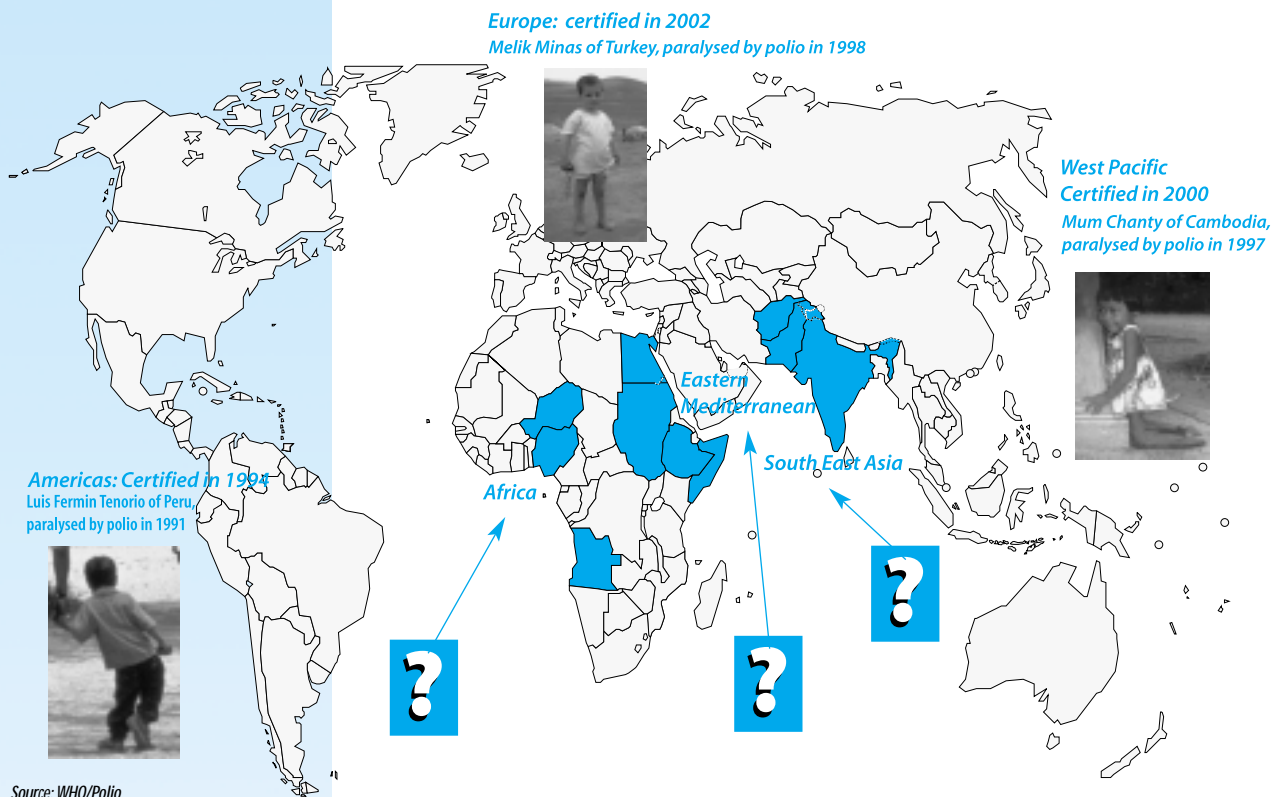 Europe: certified in 2002
Melik Minas of Turkey, paralysed by polio in 1998
West Pacific
Certified in 2000
Mum Chanty of Cambodia,
paralysed by polio in 1997
Eastern
Mediterranean
South East Asia
Africa
Americas: Certified in 1994
Luis Fermin Tenorio of Peru,
paralysed by polio in 1991
?
?
?
Source: WHO/Polio